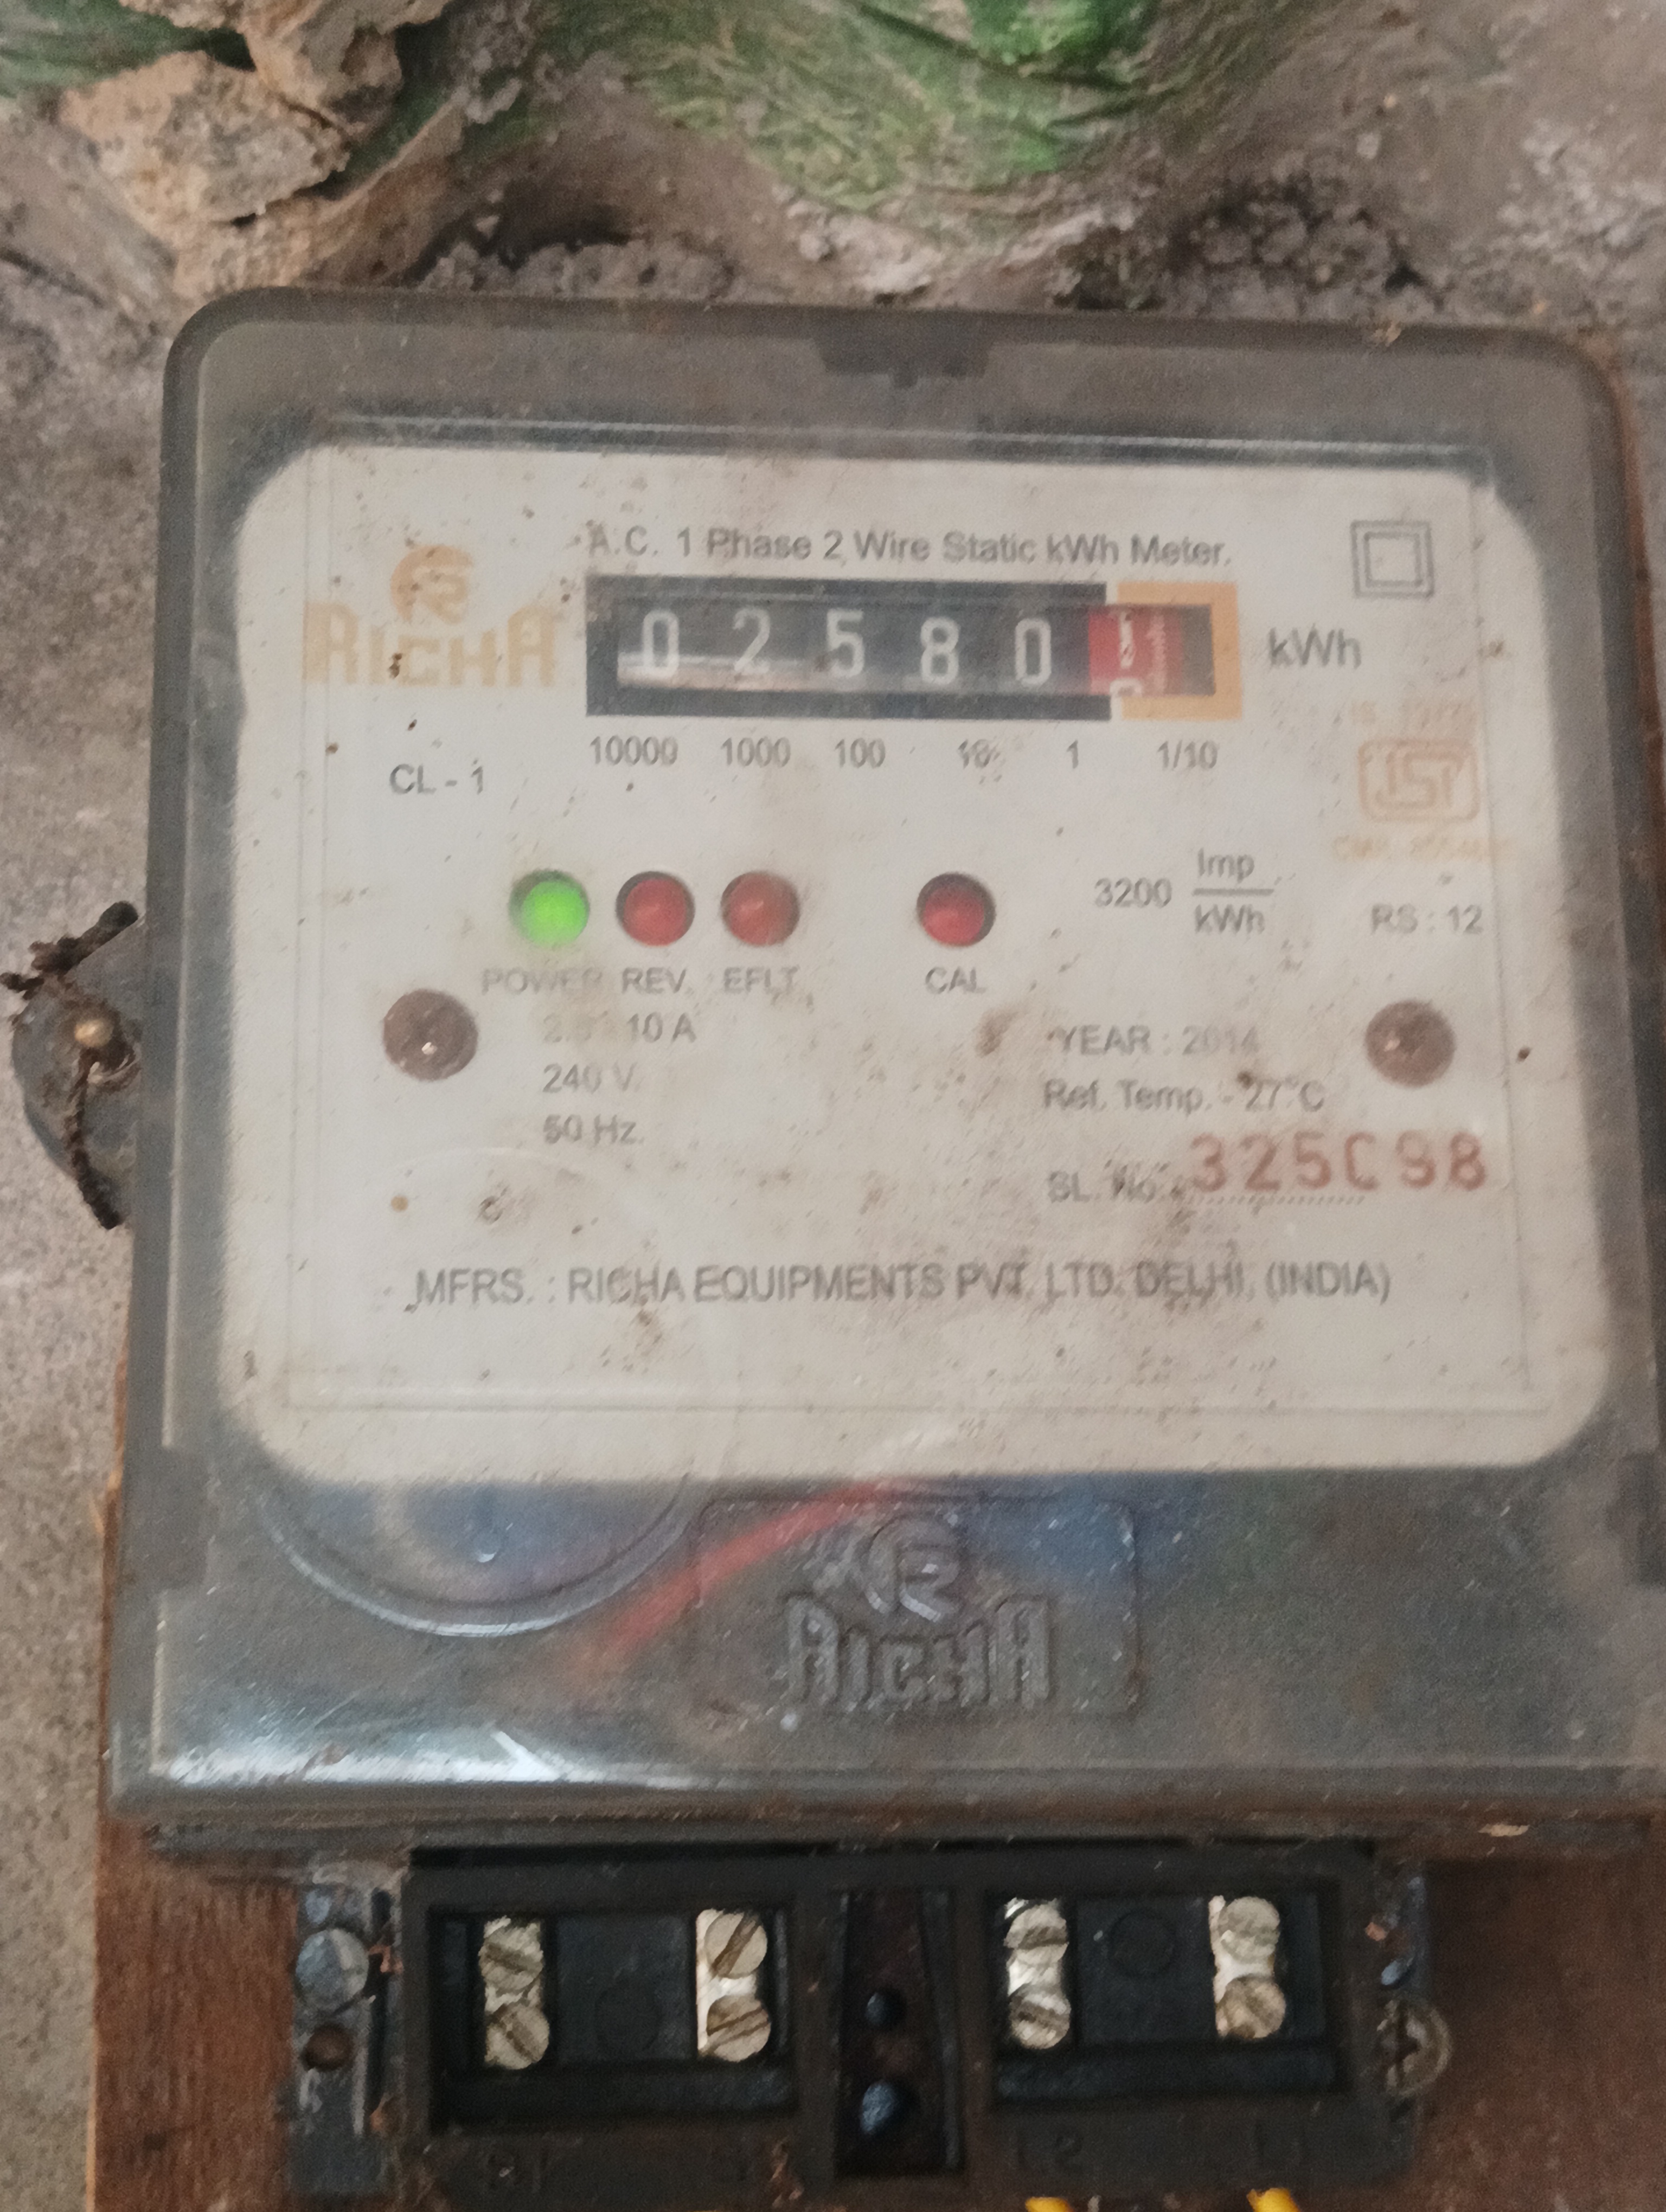 A.C. 1 Phase 2 Wire Static kWh Meter.
RICHA
0 2 5 8 0
kWh
10000 1000 100 10 1 1/10
CL - 1
ISI
3200 Imp/kWh
RS : 12
POWER REV. EFLT CAL
10 A
240 V.
50 Hz.
YEAR : 2014
Ref. Temp. - 27°C
SL. No. 325C98
MFRS. : RICHA EQUIPMENTS PVT. LTD. DELHI, (INDIA)
RICHA